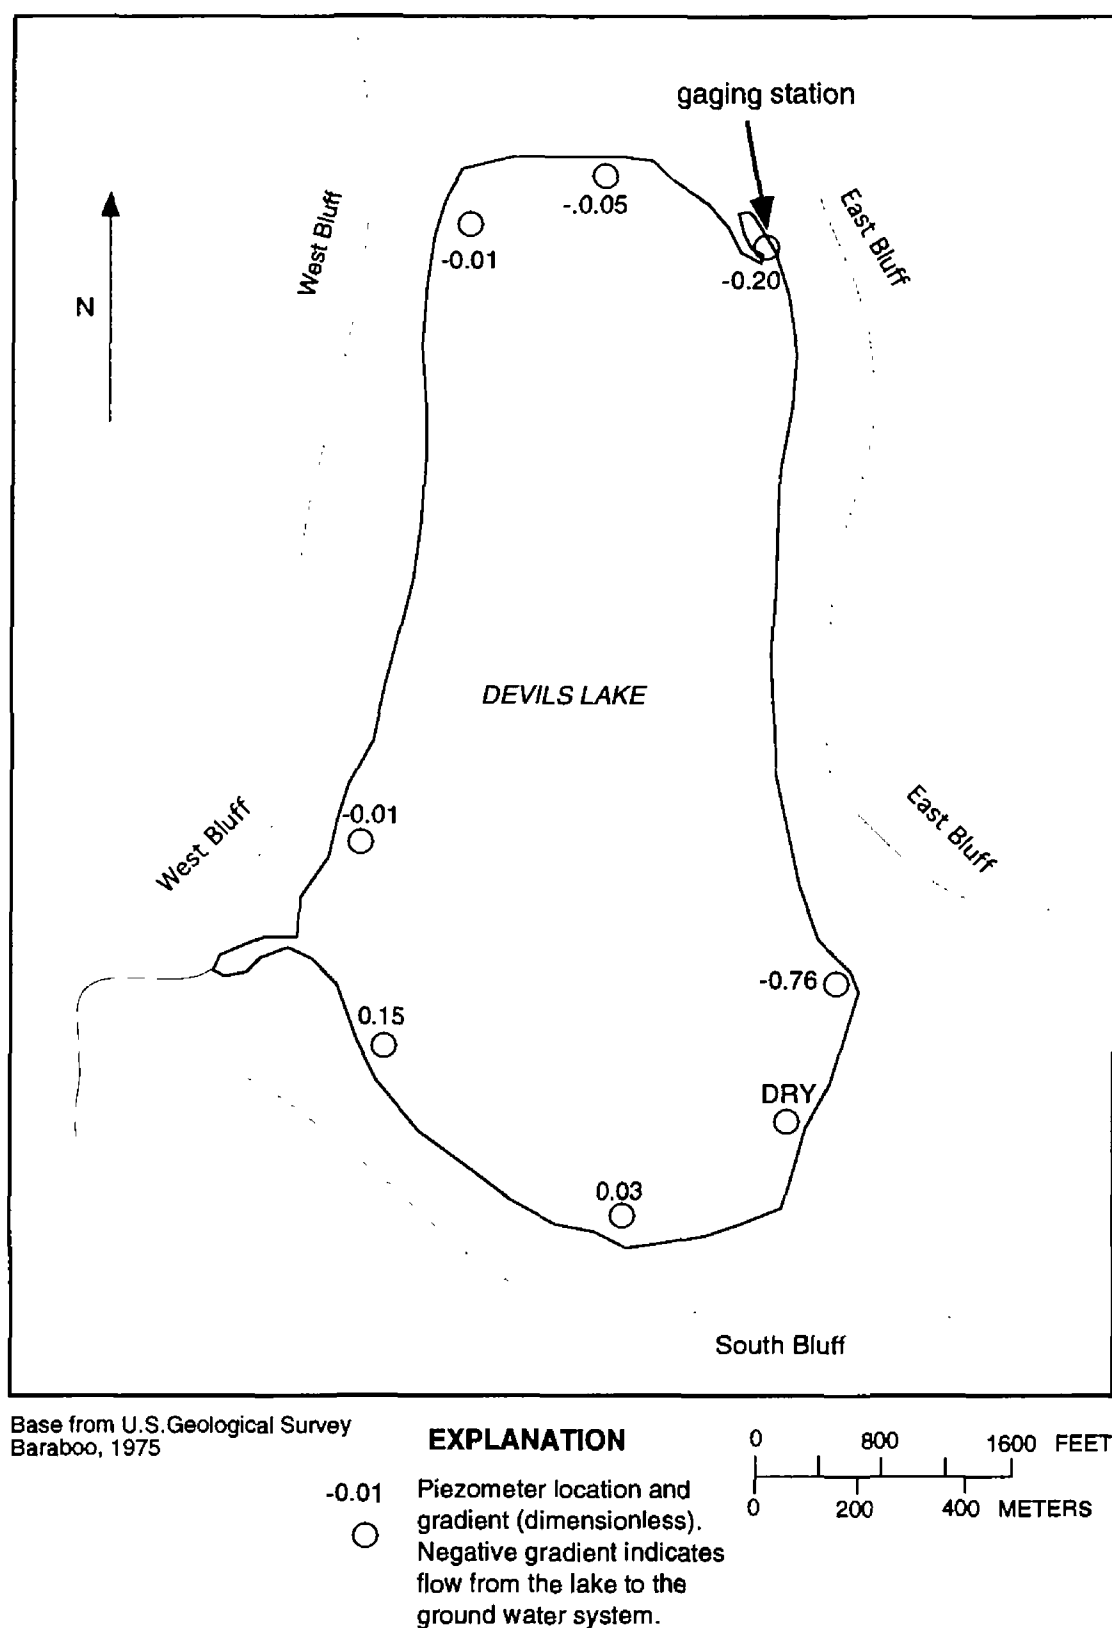 gaging station
-.0.05
West Bluff
East Bluff
-0.01
-0.20
N
DEVILS LAKE
-0.01
West Bluff
East Bluff
-0.76
0.15
DRY
0.03
South Bluff
Base from U.S.Geological Survey
Baraboo, 1975
EXPLANATION
0 800 1600 FEET
-0.01 Piezometer location and
gradient (dimensionless).
0 200 400 METERS
Negative gradient indicates
flow from the lake to the
ground water system.